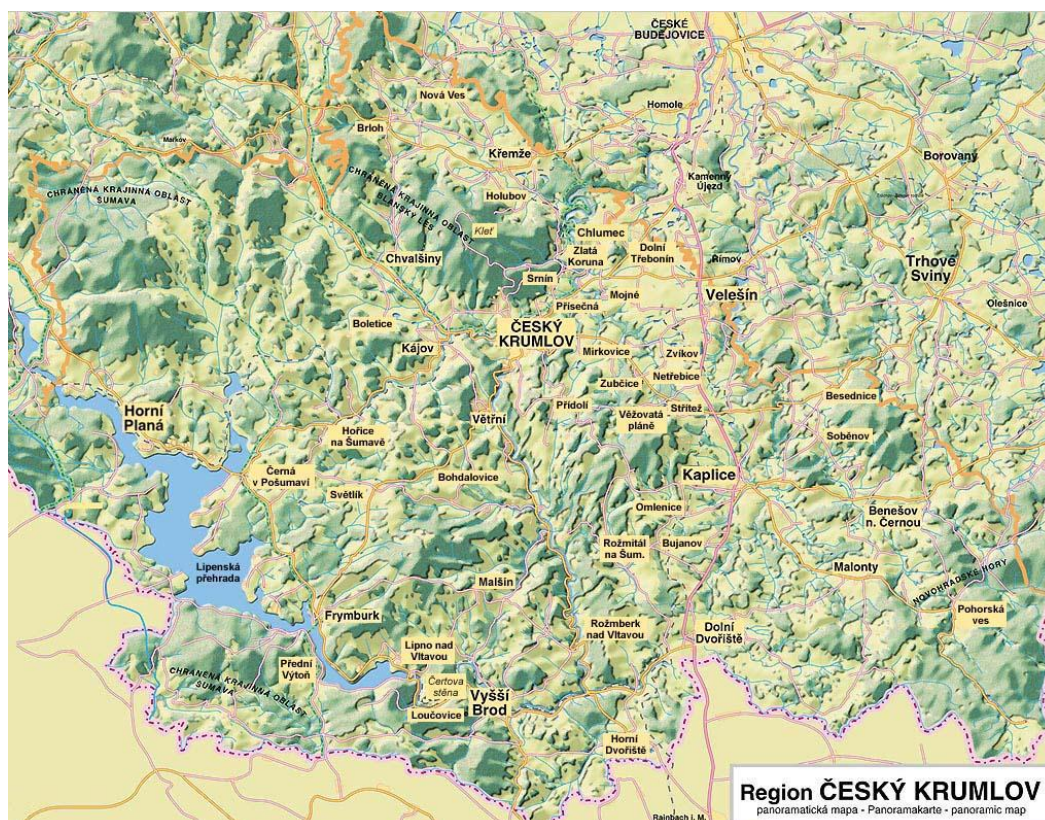 ČESKÉ
BUDĚJOVICE
Nová Ves
Homole
Brloh
Markov
Křemže
Borovany
Kamenný
Újezd
CHRÁNĚNÁ KRAJINNÁ OBLAST
ŠUMAVA
CHRÁNĚNÁ KRAJINNÁ OBLAST
BLANSKÝ LES
Holubov
Kleť
Chlumec
Zlatá
Koruna
Dolní
Třebonín
Římov
Chvalšiny
Trhové
Sviny
Srnín
Mojné
Velešín
Přísečná
Olešnice
Boletice
ČESKÝ
KRUMLOV
Kájov
Mirkovice
Zvíkov
Netřebice
Zubčice
Besednice
Přídolí
Střítež
Věžovatá
pláně
Horní
Planá
Větřní
Hořice
na Šumavě
Soběnov
Černá
v Pošumaví
Bohdalovice
Kaplice
Světlík
Omlenice
Benešov
n. Černou
Rožmitál
na Šum.
Bujanov
Malonty
Lipenská
přehrada
Malšín
NOVOHRADSKÉ HORY
Pohorská
ves
Frymburk
Rožmberk
nad Vltavou
Dolní
Dvořiště
Lipno nad
Vltavou
Přední
Výtoň
CHRÁNĚNÁ KRAJINNÁ OBLAST
ŠUMAVA
Čertova
stěna
Vyšší
Brod
Loučovice
Horní
Dvořiště
Region ČESKÝ KRUMLOV
panoramatická mapa - Panoramakarte - panoramic map
Rainbach i. M.